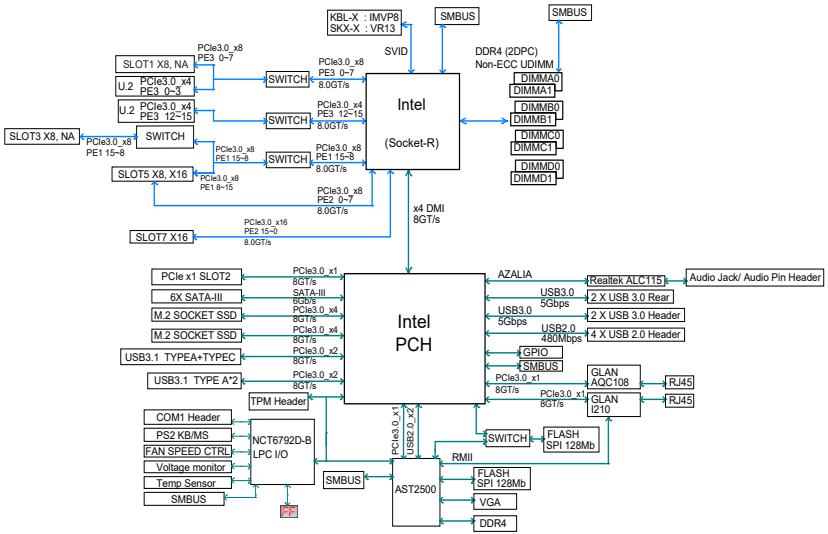 KBL-X : IMVP8
SKX-X : VR13
SMBUS
SMBUS
SVID
DDR4 (2DPC)
Non-ECC UDIMM
PCIe3.0_x8
PE3 0~7
SLOT1 X8, NA
PCIe3.0_x8
PE3 0~7
8.0GT/s
SWITCH
U.2 PCIe3.0_x4
PE3 0~3
U.2 PCIe3.0_x4
PE3 12~15
SWITCH
PCIe3.0_x4
PE3 12~15
8.0GT/s
Intel
(Socket-R)
DIMMA0
DIMMA1
DIMMB0
DIMMB1
DIMMC0
DIMMC1
DIMMD0
DIMMD1
SLOT3 X8, NA
PCIe3.0_x8
PE1 15~8
SWITCH
PCIe3.0_x8
PE1 15~8
SWITCH
PCIe3.0_x8
PE1 15~8
8.0GT/s
SLOT5 X8, X16
PCIe3.0_x8
PE1 8~15
PCIe3.0_x8
PE2 0~7
8.0GT/s
SLOT7 X16
PCIe3.0_x16
PE2 15~0
8.0GT/s
x4 DMI
8GT/s
PCIe x1 SLOT2
PCIe3.0_x1
8GT/s
6X SATA-III
SATA-III
6Gb/s
M.2 SOCKET SSD
PCIe3.0_x4
8GT/s
M.2 SOCKET SSD
PCIe3.0_x4
8GT/s
USB3.1 TYPEA+TYPEC
PCIe3.0_x2
8GT/s
USB3.1 TYPE A*2
PCIe3.0_x2
8GT/s
Intel
PCH
AZALIA
Realtek ALC115
Audio Jack/ Audio Pin Header
USB3.0
5Gbps
2 X USB 3.0 Rear
USB3.0
5Gbps
2 X USB 3.0 Header
USB2.0
480Mbps
4 X USB 2.0 Header
GPIO
SMBUS
PCIe3.0_x1
8GT/s
GLAN
AQC108
RJ45
PCIe3.0_x1
8GT/s
GLAN
I210
RJ45
TPM Header
PCIe3.0_x1
USB2.0_x2
COM1 Header
PS2 KB/MS
FAN SPEED CTRL
Voltage monitor
Temp Sensor
SMBUS
NCT6792D-B
LPC I/O
FF
SWITCH
FLASH
SPI 128Mb
RMII
SMBUS
AST2500
FLASH
SPI 128Mb
VGA
DDR4